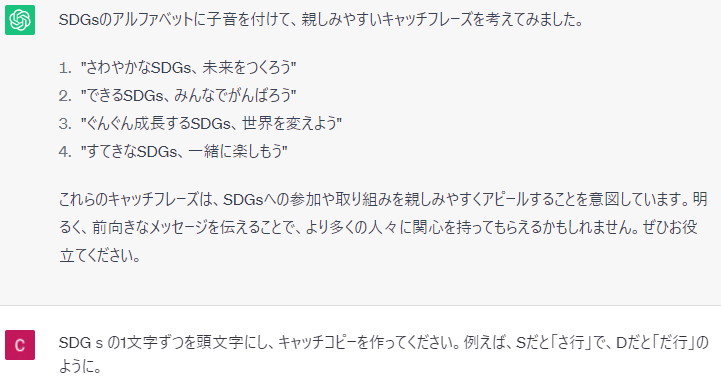 SDGsのアルファベットに子音を付けて、親しみやすいキャッチフレーズを考えてみました。
1. "さわやかなSDGs、未来をつくろう"
2. "できるSDGs、みんなでがんばろう"
3. "ぐんぐん成長するSDGs、世界を変えよう"
4. "すてきなSDGs、一緒に楽しもう"
これらのキャッチフレーズは、SDGsへの参加や取り組みを親しみやすくアピールすることを意図しています。明
るく、前向きなメッセージを伝えることで、より多くの人々に関心を持ってもらえるかもしれません。ぜひお役
立てください。
C
SDG s の1文字ずつを頭文字にし、キャッチコピーを作ってください。例えば、Sだと「さ行」で、Dだと「だ行」の
ように。